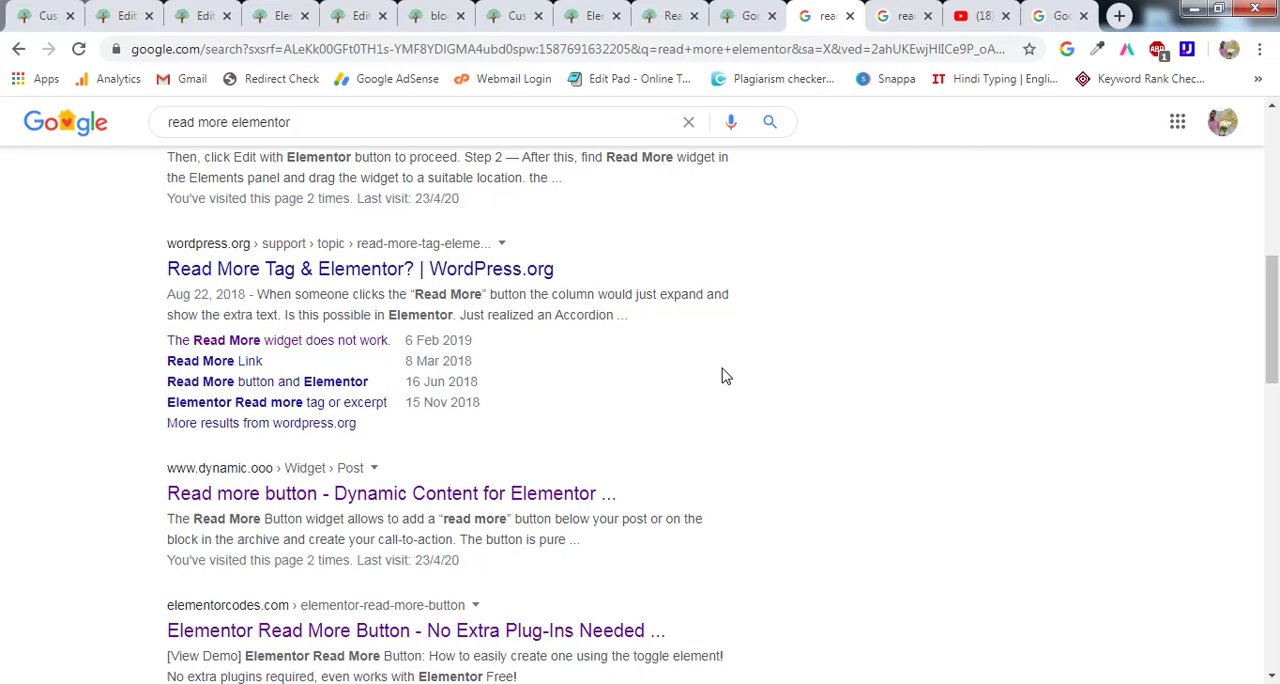 Cus
Edit
Edit
Eler
Edit
blo
Cus
Ele
Rea
Gor
rea
rea
(18)
Goo
google.com/search?sxsrf=ALeKk00GFt0TH1s-YMF8YDIGMA4ubd0spw:1587691632205&q=read+more+elementor&sa=X&ved=2ahUKEwjHlICe9P_oA...
Apps Analytics Gmail Redirect Check Google AdSense Webmail Login Edit Pad - Online T... Plagiarism checker... Snappa Hindi Typing | Engli... Keyword Rank Chec... »
Google
read more elementor
Then, click Edit with Elementor button to proceed. Step 2 — After this, find Read More widget in
the Elements panel and drag the widget to a suitable location. the ...
You've visited this page 2 times. Last visit: 23/4/20
wordpress.org › support › topic › read-more-tag-eleme...
Read More Tag & Elementor? | WordPress.org
Aug 22, 2018 - When someone clicks the “Read More” button the column would just expand and
show the extra text. Is this possible in Elementor. Just realized an Accordion ...
The Read More widget does not work. 6 Feb 2019
Read More Link 8 Mar 2018
Read More button and Elementor 16 Jun 2018
Elementor Read more tag or excerpt 15 Nov 2018
More results from wordpress.org
www.dynamic.ooo › Widget › Post
Read more button - Dynamic Content for Elementor ...
The Read More Button widget allows to add a “read more” button below your post or on the
block in the archive and create your call-to-action. The button is pure ...
You've visited this page 2 times. Last visit: 23/4/20
elementorcodes.com › elementor-read-more-button
Elementor Read More Button - No Extra Plug-Ins Needed ...
[View Demo] Elementor Read More Button: How to easily create one using the toggle element!
No extra plugins required, even works with Elementor Free!